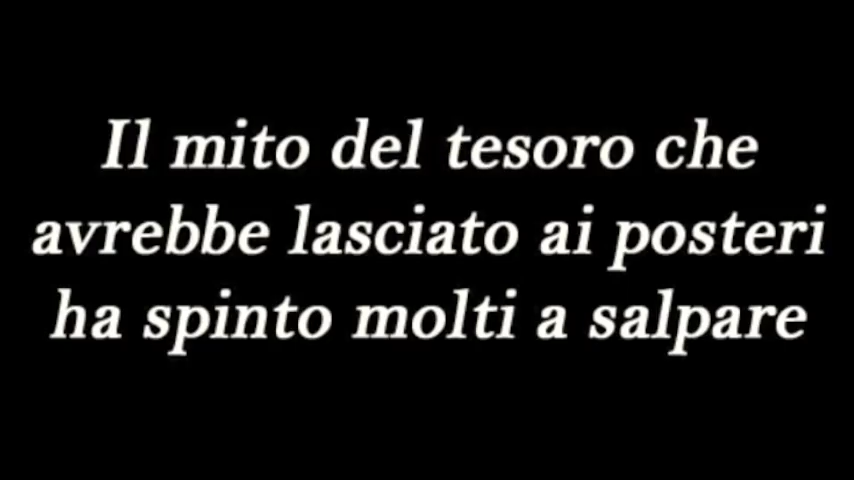 Il mito del tesoro che
avrebbe lasciato ai posteri
ha spinto molti a salpare